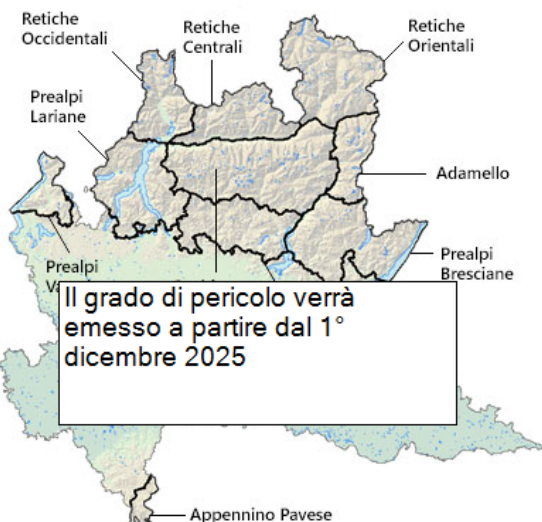 Retiche
Occidentali
Retiche
Centrali
Retiche
Orientali
Prealpi
Lariane
Adamello
Prealpi
Prealpi
Bresciane
Il grado di pericolo verrà
emesso a partire dal 1°
dicembre 2025
Appennino Pavese